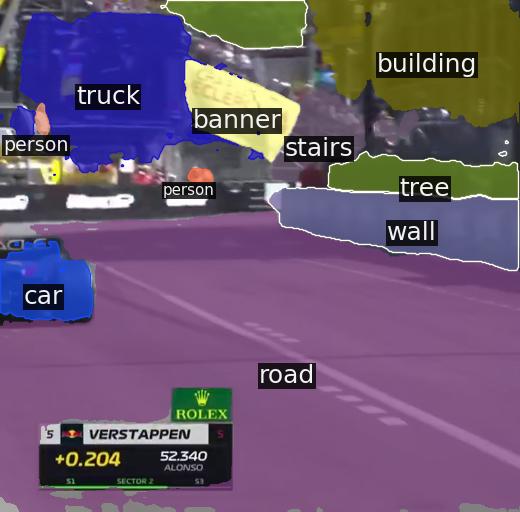 building
truck
banner
person
stairs
person
tree
wall
car
road
ROLEX
5 VERSTAPPEN 5
+0.204 52.340
ALONSO
S1 SECTOR 2 S3